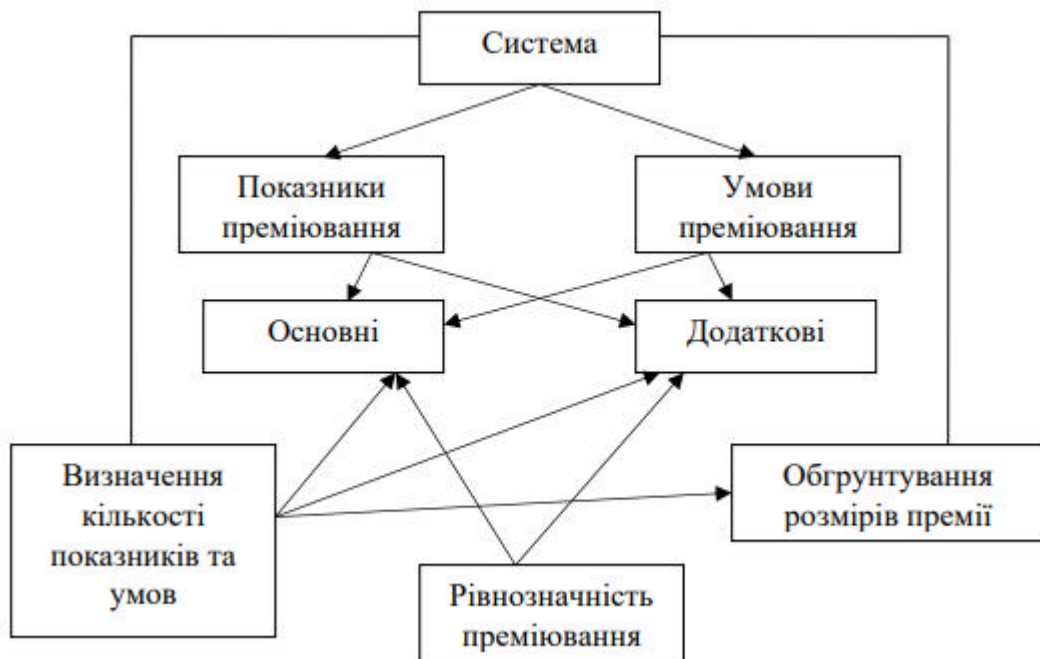 Система
Показники
преміювання
Умови
преміювання
Основні
Додаткові
Визначення
кількості
показників та
умов
Обгрунтування
розмірів премії
Рівнозначність
преміювання